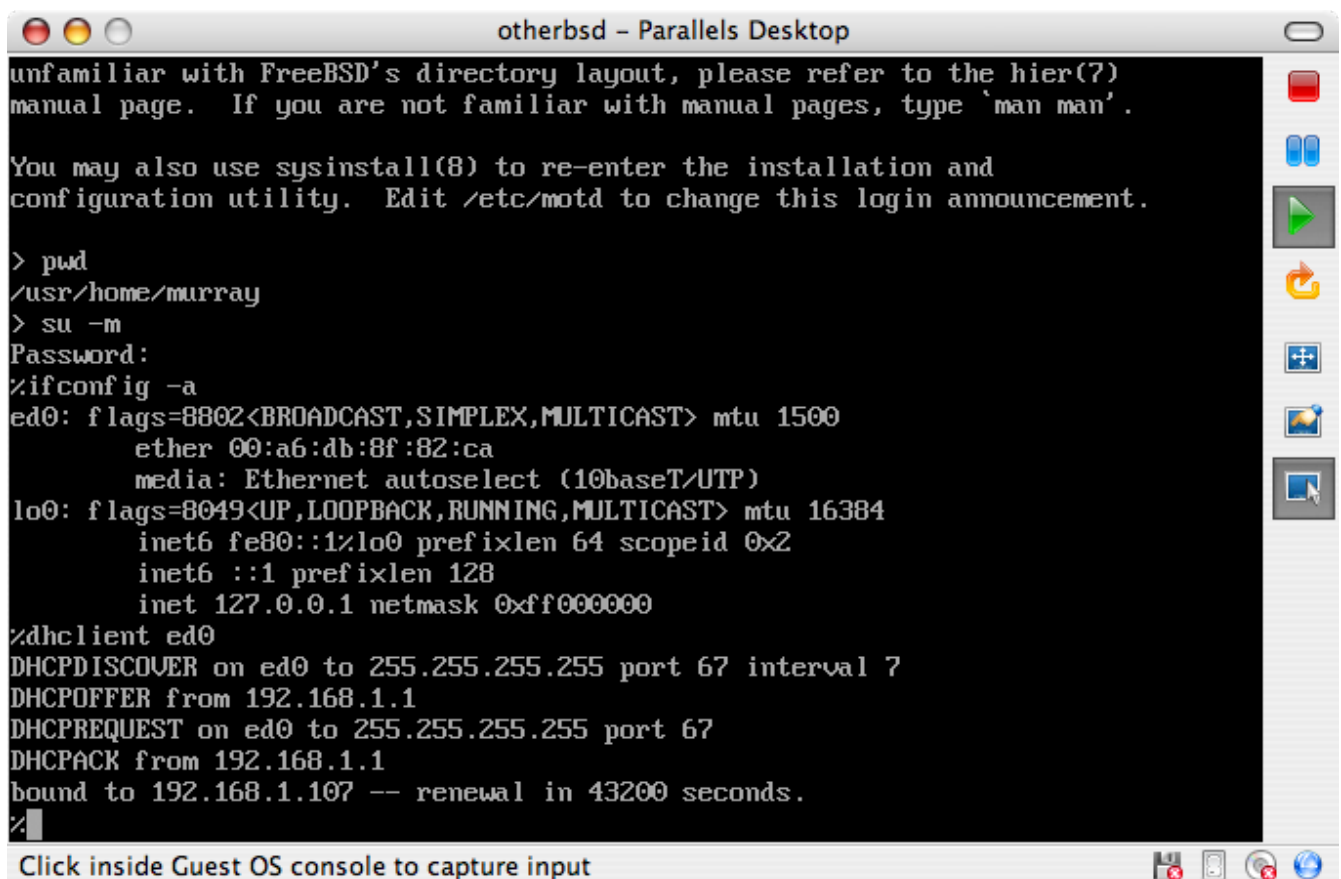 otherbsd – Parallels Desktop
unfamiliar with FreeBSD's directory layout, please refer to the hier(7)
manual page.  If you are not familiar with manual pages, type `man man'.
You may also use sysinstall(8) to re-enter the installation and
configuration utility.  Edit /etc/motd to change this login announcement.
> pwd
/usr/home/murray
> su -m
Password:
%ifconfig -a
ed0: flags=8802<BROADCAST,SIMPLEX,MULTICAST> mtu 1500
        ether 00:a6:db:8f:82:ca
        media: Ethernet autoselect (10baseT/UTP)
lo0: flags=8049<UP,LOOPBACK,RUNNING,MULTICAST> mtu 16384
        inet6 fe80::1%lo0 prefixlen 64 scopeid 0x2
        inet6 ::1 prefixlen 128
        inet 127.0.0.1 netmask 0xff000000
%dhclient ed0
DHCPDISCOVER on ed0 to 255.255.255.255 port 67 interval 7
DHCPOFFER from 192.168.1.1
DHCPREQUEST on ed0 to 255.255.255.255 port 67
DHCPACK from 192.168.1.1
bound to 192.168.1.107 -- renewal in 43200 seconds.
%
Click inside Guest OS console to capture input